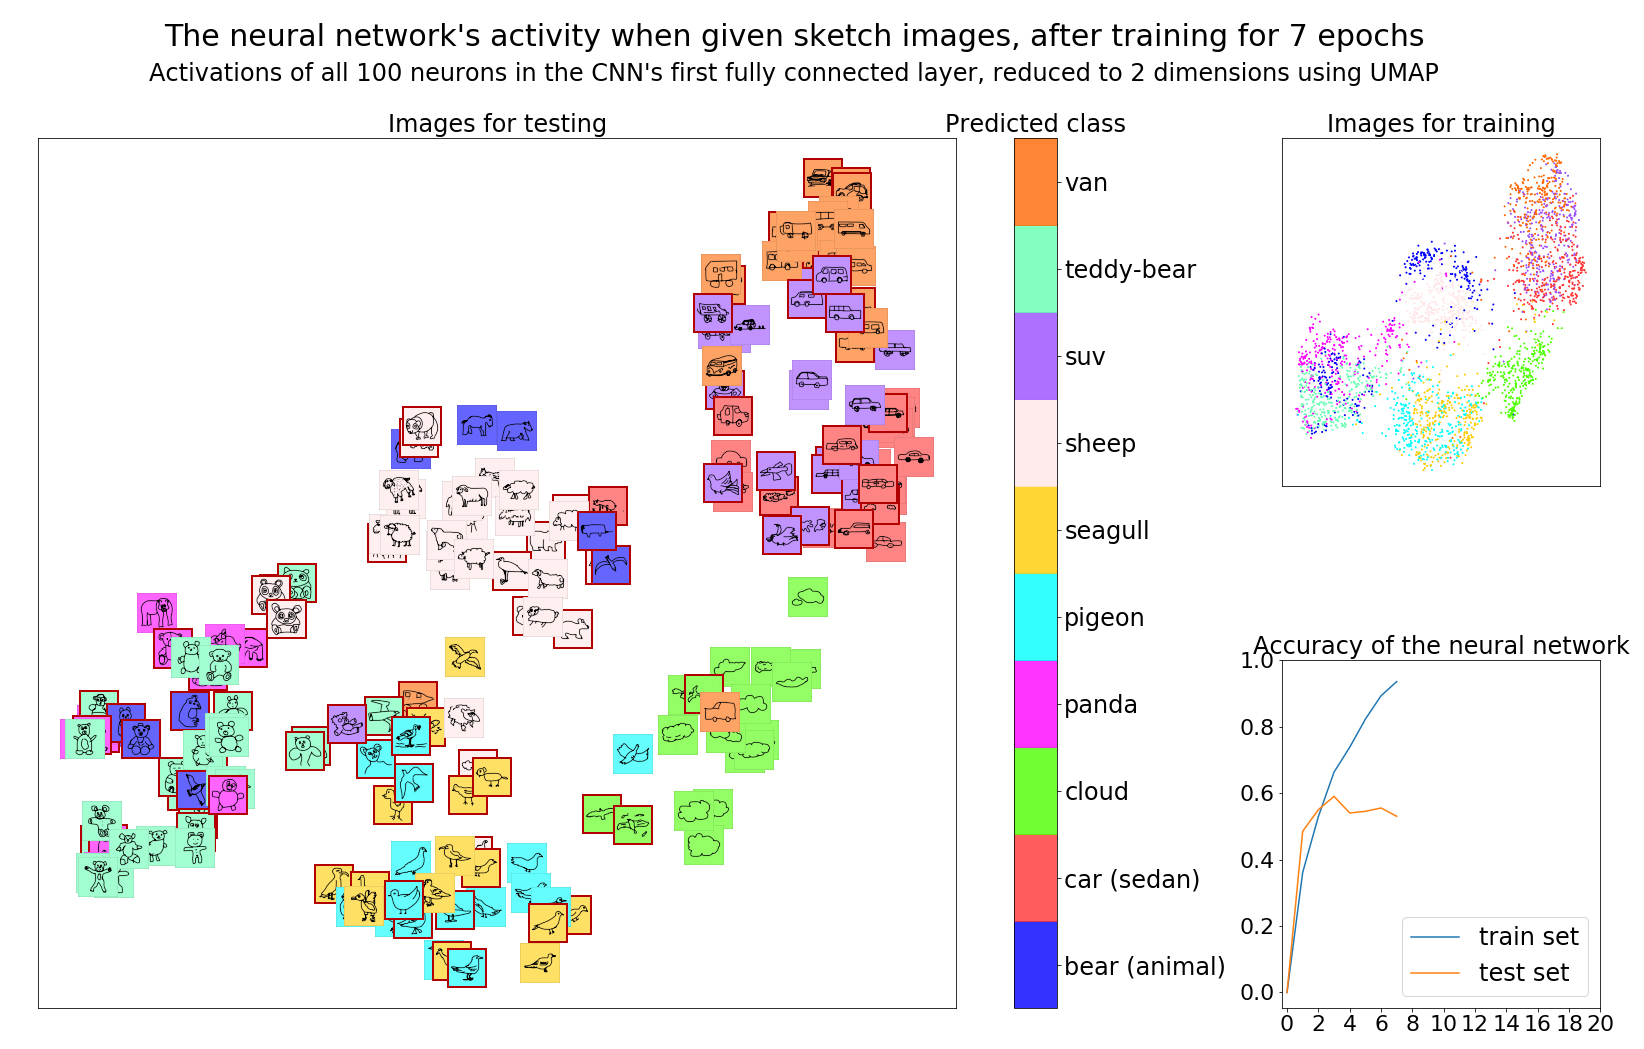 The neural network's activity when given sketch images, after training for 7 epochs
Activations of all 100 neurons in the CNN's first fully connected layer, reduced to 2 dimensions using UMAP
Images for testing
Predicted class
van
teddy-bear
suv
sheep
seagull
pigeon
panda
cloud
car (sedan)
bear (animal)
Images for training
Accuracy of the neural network
1.0
0.8
0.6
0.4
0.2
0.0
train set
test set
0 2 4 6 8 10 12 14 16 18 20